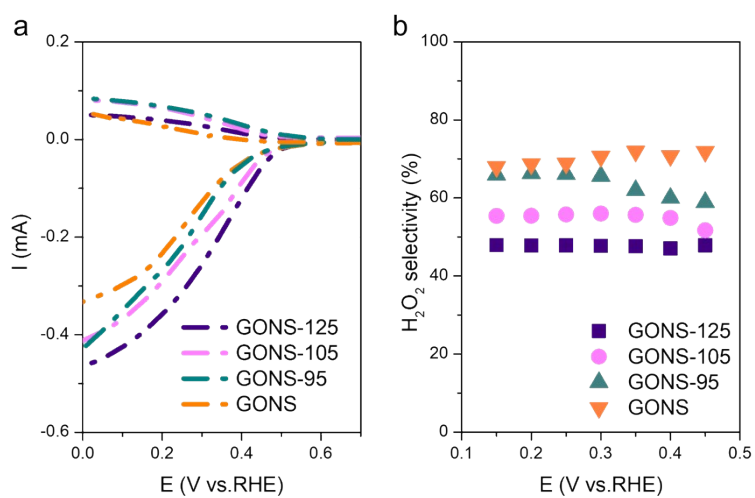 a
0.2
0.0
-0.2
-0.4
-0.6
I (mA)
GONS-125
GONS-105
GONS-95
GONS
0.0 0.2 0.4 0.6
E (V vs.RHE)
b
100
80
60
40
20
0
H₂O₂ selectivity (%)
GONS-125
GONS-105
GONS-95
GONS
0.1 0.2 0.3 0.4 0.5
E (V vs.RHE)